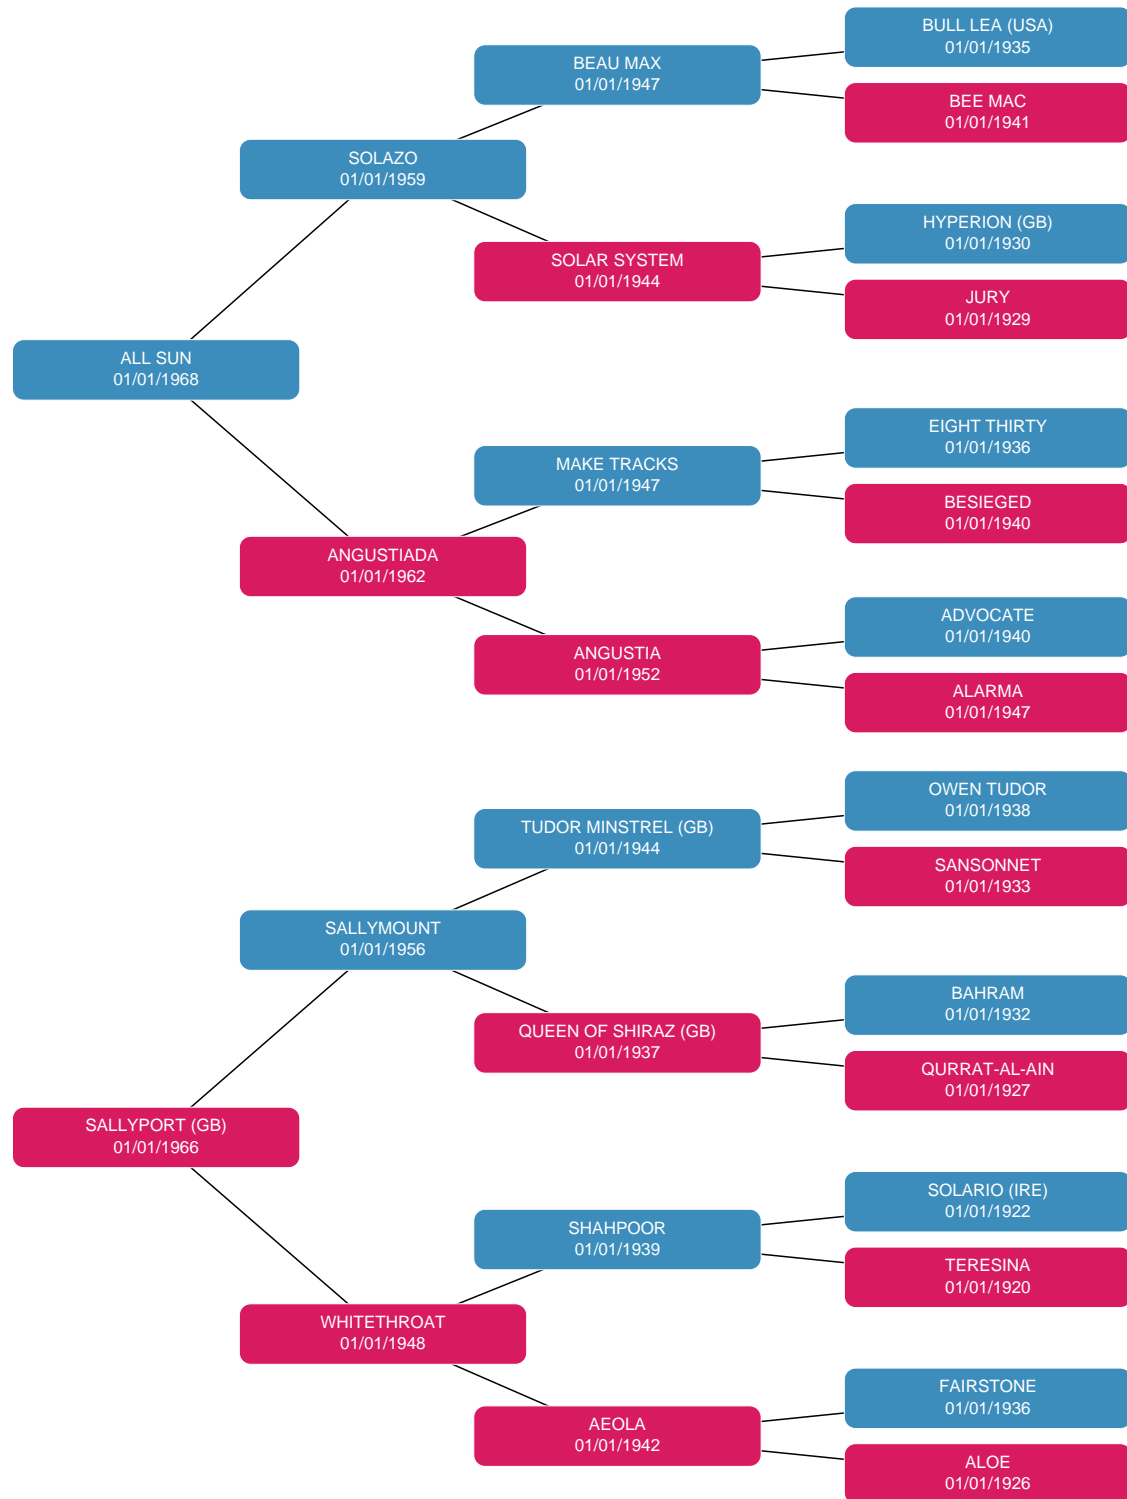 BULL LEA (USA)
01/01/1935
BEAU MAX
01/01/1947
BEE MAC
01/01/1941
SOLAZO
01/01/1959
HYPERION (GB)
01/01/1930
SOLAR SYSTEM
01/01/1944
JURY
01/01/1929
ALL SUN
01/01/1968
EIGHT THIRTY
01/01/1936
MAKE TRACKS
01/01/1947
BESIEGED
01/01/1940
ANGUSTIADA
01/01/1962
ADVOCATE
01/01/1940
ANGUSTIA
01/01/1952
ALARMA
01/01/1947
OWEN TUDOR
01/01/1938
TUDOR MINSTREL (GB)
01/01/1944
SANSONNET
01/01/1933
SALLYMOUNT
01/01/1956
BAHRAM
01/01/1932
QUEEN OF SHIRAZ (GB)
01/01/1937
QURRAT-AL-AIN
01/01/1927
SALLYPORT (GB)
01/01/1966
SOLARIO (IRE)
01/01/1922
SHAHPOOR
01/01/1939
TERESINA
01/01/1920
WHITETHROAT
01/01/1948
FAIRSTONE
01/01/1936
AEOLA
01/01/1942
ALOE
01/01/1926